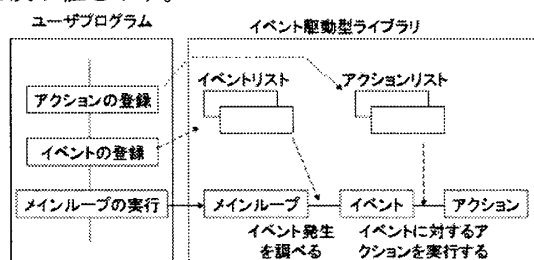 ユーザプログラム
イベント駆動型ライブラリ
アクションの登録
イベントの登録
メインループの実行
イベントリスト
アクションリスト
メインループ
イベント
アクション
イベント発生
を調べる
イベントに対するア
クションを実行する